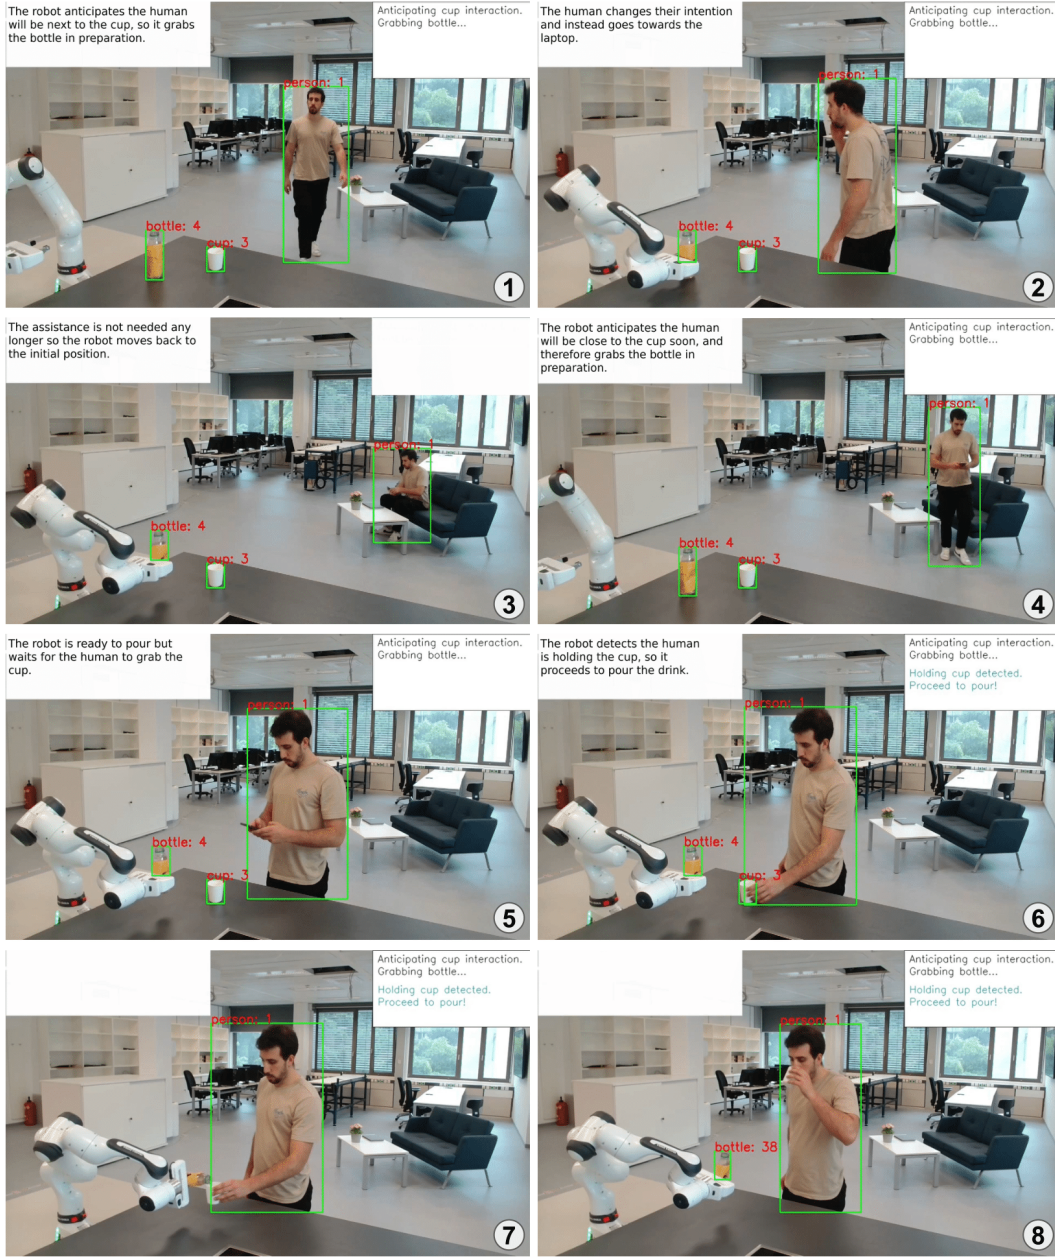 The robot anticipates the human
will be next to the cup, so it grabs
the bottle in preparation.
Anticipating cup interaction.
Grabbing bottle...
person: 1
bottle: 4
cup: 3
1
The human changes their intention
and instead goes towards the
laptop.
Anticipating cup interaction.
Grabbing bottle...
person: 1
bottle: 4
cup: 3
2
The assistance is not needed any
longer so the robot moves back to
the initial position.
person: 1
bottle: 4
cup: 3
3
The robot anticipates the human
will be close to the cup soon, and
therefore grabs the bottle in
preparation.
Anticipating cup interaction.
Grabbing bottle...
person: 1
bottle: 4
cup: 3
4
The robot is ready to pour but
waits for the human to grab the
cup.
Anticipating cup interaction.
Grabbing bottle...
person: 1
bottle: 4
cup: 3
5
The robot detects the human
is holding the cup, so it
proceeds to pour the drink.
Anticipating cup interaction.
Grabbing bottle...
Holding cup detected.
Proceed to pour!
person: 1
bottle: 4
cup: 3
6
Anticipating cup interaction.
Grabbing bottle...
Holding cup detected.
Proceed to pour!
person: 1
7
Anticipating cup interaction.
Grabbing bottle...
Holding cup detected.
Proceed to pour!
person: 1
bottle: 38
8